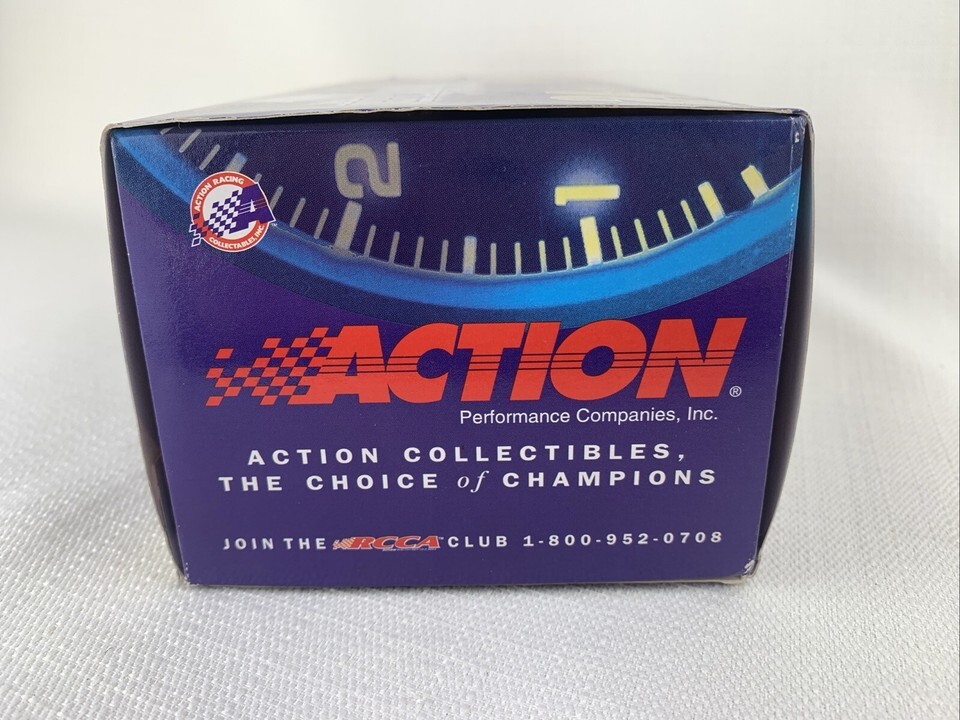 2 1
ACTION RACING
COLLECTABLES, INC.
ACTION®
Performance Companies, Inc.
ACTION COLLECTIBLES,
THE CHOICE of CHAMPIONS
JOIN THE RCCA CLUB 1-800-952-0708